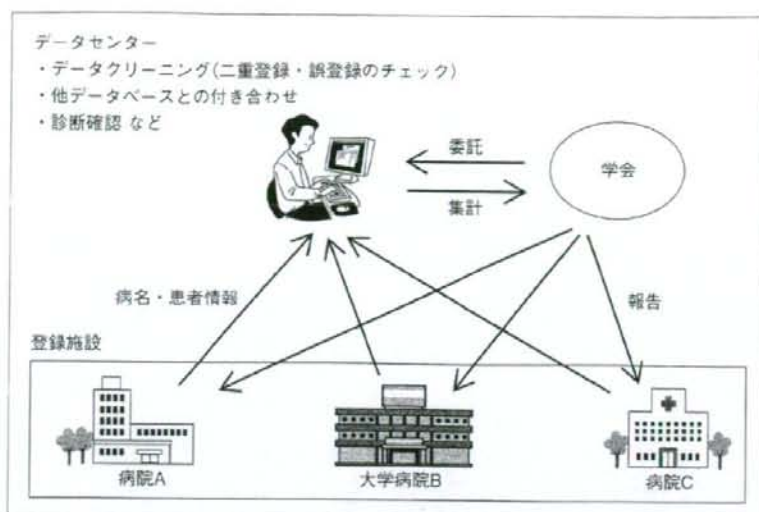 データセンター
・データクリーニング(二重登録・誤登録のチェック)
・他データベースとの付き合わせ
・診断確認 など
委託
学会
集計
病名・患者情報
報告
登録施設
病院A
大学病院B
病院C